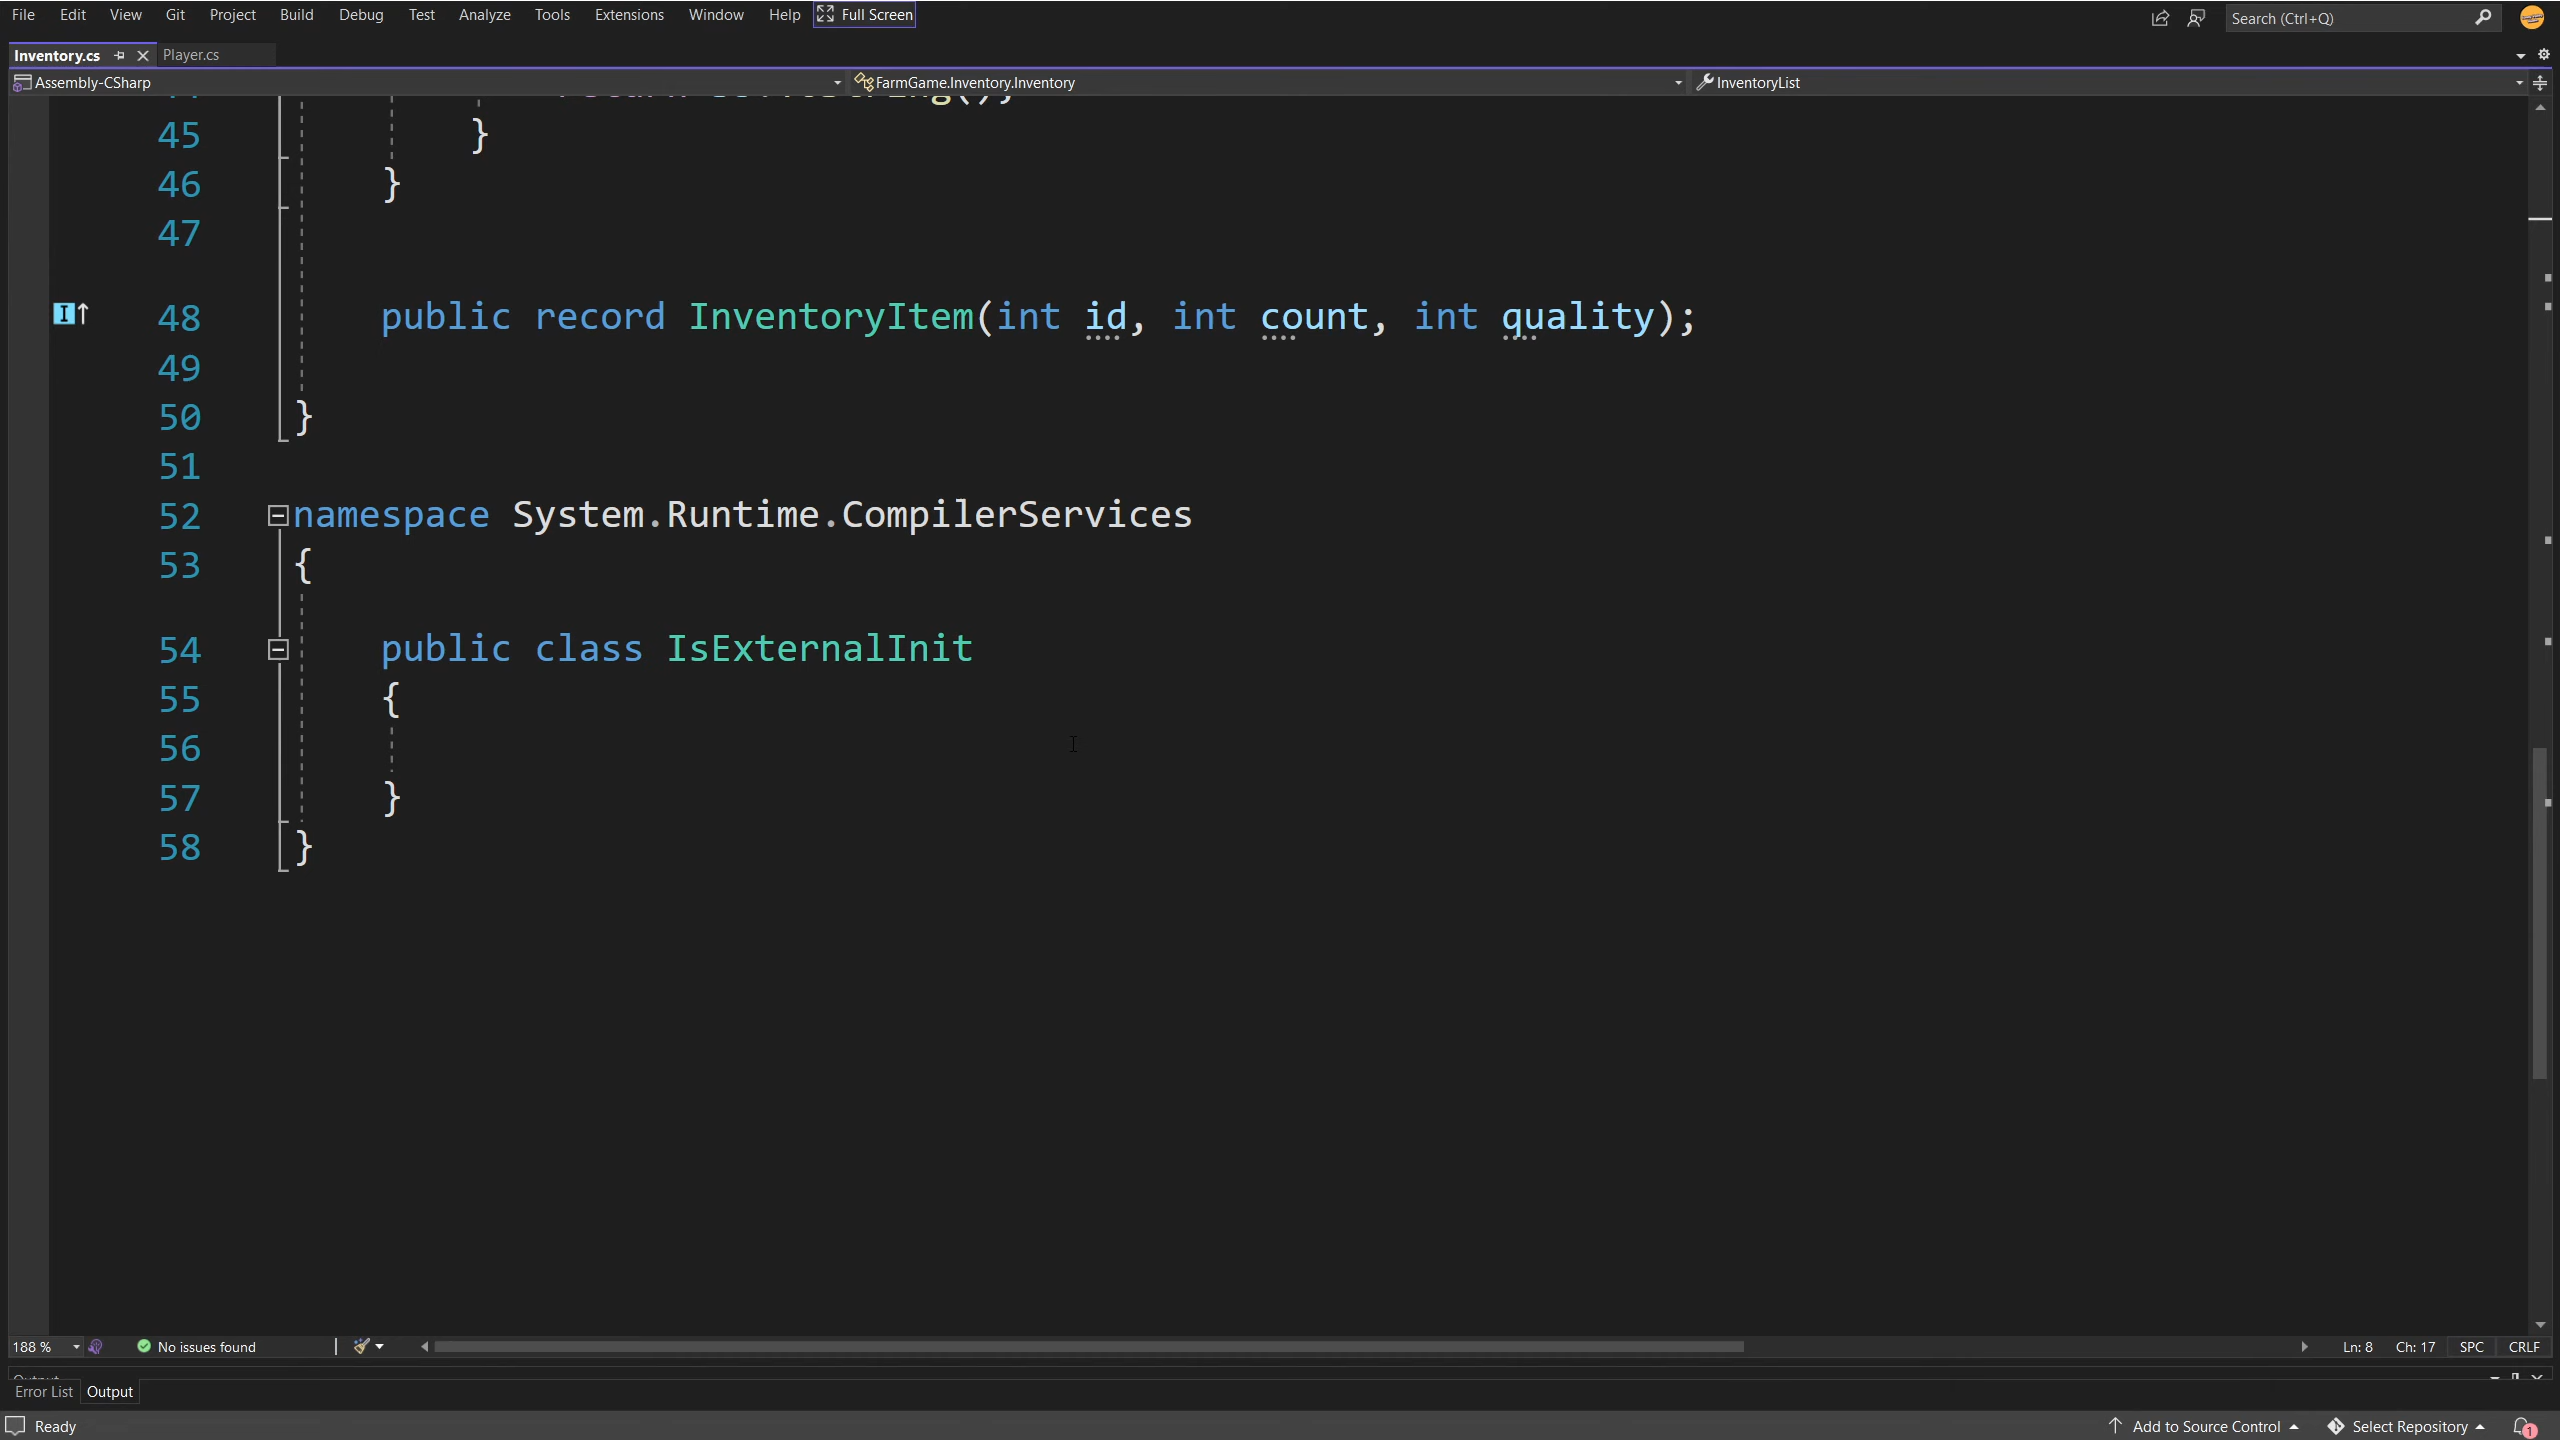 File Edit View Git Project Build Debug Test Analyze Tools Extensions Window Help Full Screen Search (Ctrl+Q)
Inventory.cs Player.cs
Assembly-CSharp FarmGame.Inventory.Inventory InventoryList
45 }
46 }
47
48 public record InventoryItem(int id, int count, int quality);
49
50 }
51
52 namespace System.Runtime.CompilerServices
53 {
54 public class IsExternalInit
55 {
56
57 }
58 }
188 % No issues found Ln: 8 Ch: 17 SPC CRLF
Error List Output
Ready Add to Source Control Select Repository 1